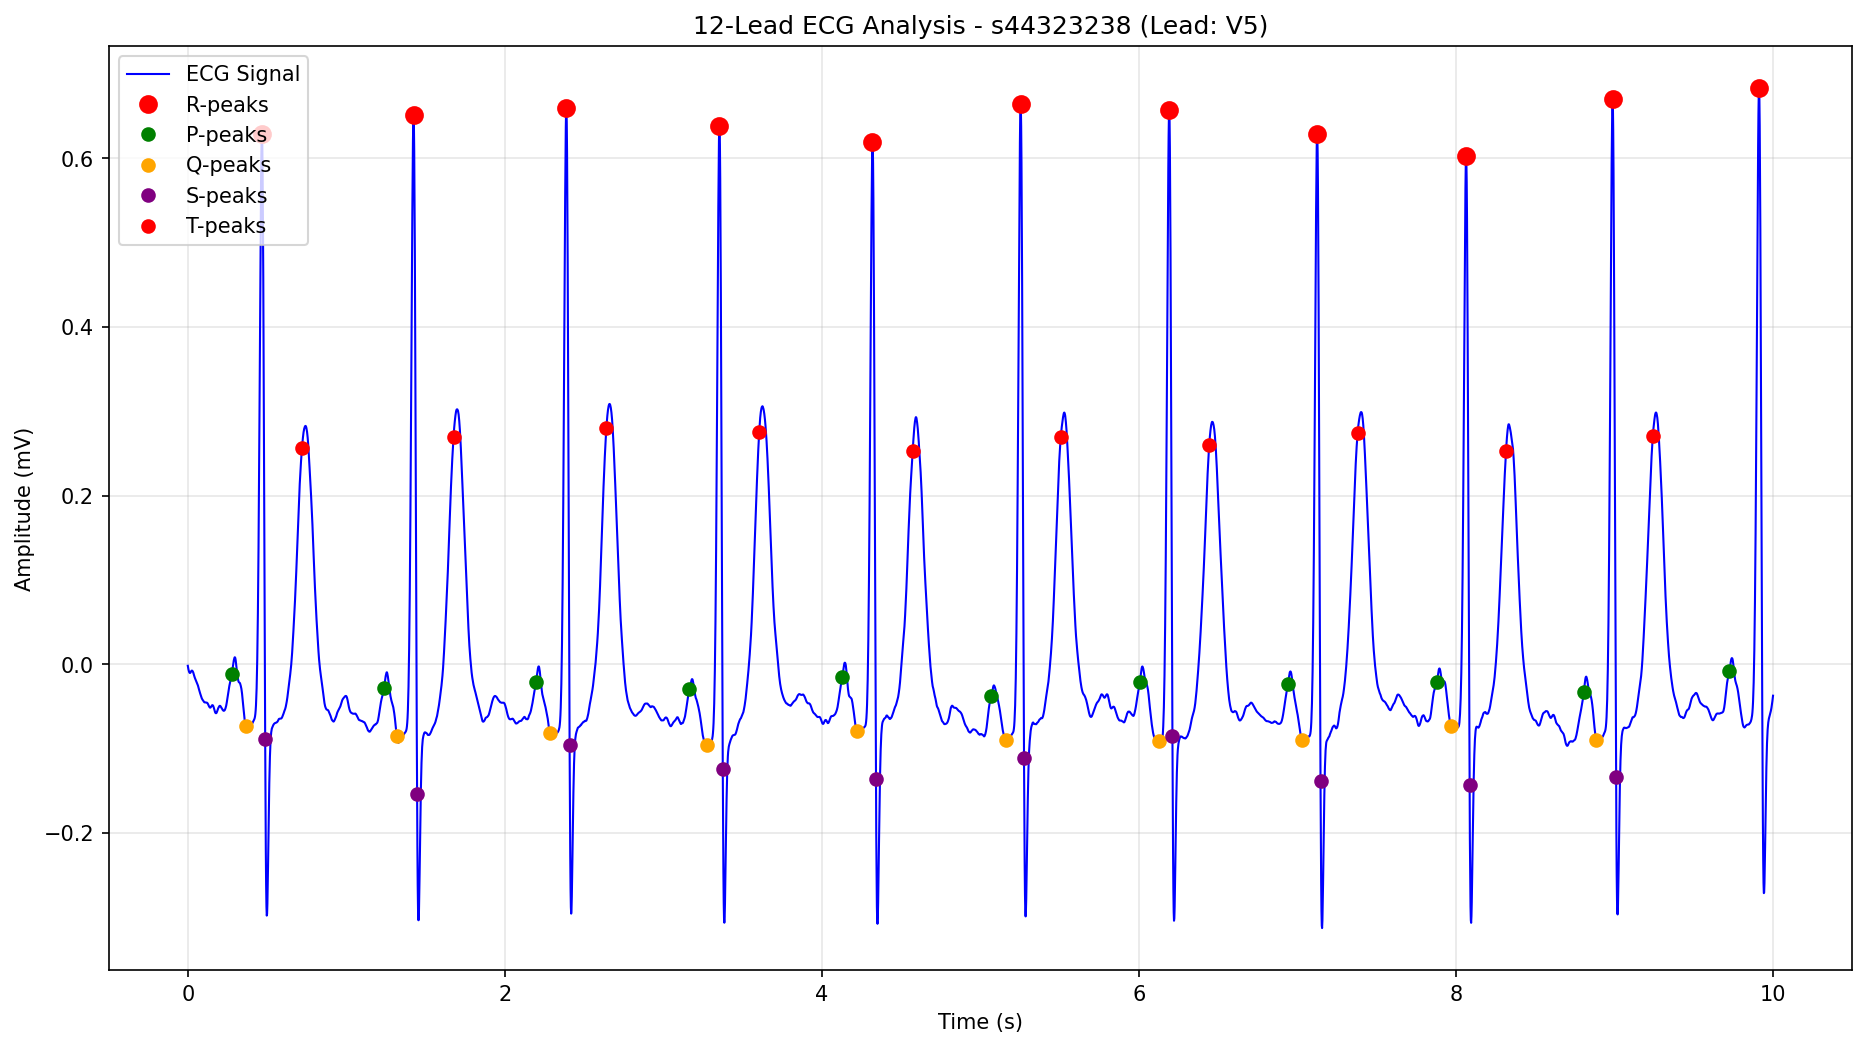 12-Lead ECG Analysis - s44323238 (Lead: V5)
ECG Signal
R-peaks
P-peaks
Q-peaks
S-peaks
T-peaks
Amplitude (mV)
0.6
0.4
0.2
0.0
−0.2
0 2 4 6 8 10
Time (s)